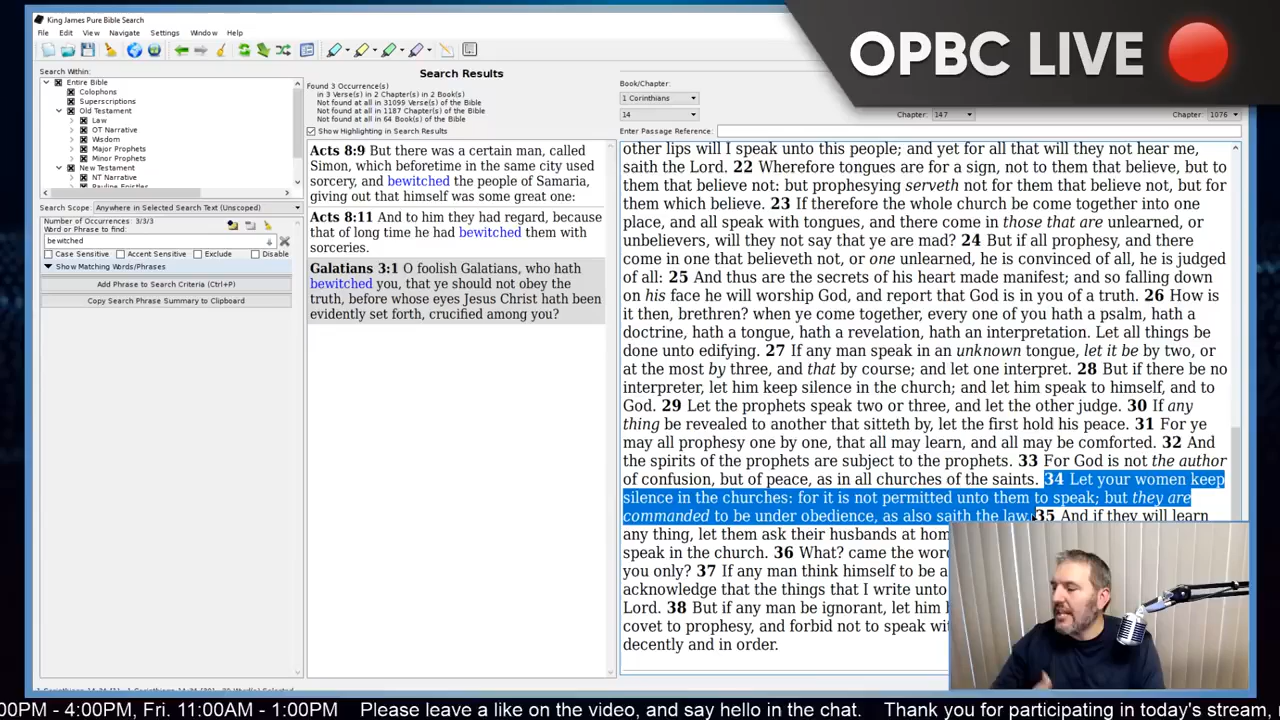 King James Pure Bible Search
OPBC LIVE
File Edit View Navigate Settings Window Help
Search Within:
Entire Bible
Colophons
Superscriptions
Old Testament
Law
OT Narrative
Wisdom
Major Prophets
Minor Prophets
New Testament
NT Narrative
Pauline Epistles
Search Scope: Anywhere in Selected Search Text (Unscoped)
Number of Occurrences: 3/3/3
Word or Phrase to find:
bewitched
Case Sensitive Accent Sensitive Exclude Disable
Show Matching Words/Phrases
Add Phrase to Search Criteria (Ctrl+P)
Copy Search Phrase Summary to Clipboard
Search Results
Found 3 Occurrence(s)
in 3 Verse(s) in 2 Chapter(s) in 2 Book(s)
Not found at all in 31099 Verse(s) of the Bible
Not found at all in 1187 Chapter(s) of the Bible
Not found at all in 64 Book(s) of the Bible
Show Highlighting in Search Results
Acts 8:9 But there was a certain man, called
Simon, which beforetime in the same city used
sorcery, and bewitched the people of Samaria,
giving out that himself was some great one:
Acts 8:11 And to him they had regard, because
that of long time he had bewitched them with
sorceries.
Galatians 3:1 O foolish Galatians, who hath
bewitched you, that ye should not obey the
truth, before whose eyes Jesus Christ hath been
evidently set forth, crucified among you?
Book/Chapter:
1 Corinthians
14 Chapter: 147 Chapter: 1076
Enter Passage Reference:
other lips will I speak unto this people; and yet for all that will they not hear me,
saith the Lord. 22 Wherefore tongues are for a sign, not to them that believe, but to
them that believe not: but prophesying serveth not for them that believe not, but for
them which believe. 23 If therefore the whole church be come together into one
place, and all speak with tongues, and there come in those that are unlearned, or
unbelievers, will they not say that ye are mad? 24 But if all prophesy, and there
come in one that believeth not, or one unlearned, he is convinced of all, he is judged
of all: 25 And thus are the secrets of his heart made manifest; and so falling down
on his face he will worship God, and report that God is in you of a truth. 26 How is
it then, brethren? when ye come together, every one of you hath a psalm, hath a
doctrine, hath a tongue, hath a revelation, hath an interpretation. Let all things be
done unto edifying. 27 If any man speak in an unknown tongue, let it be by two, or
at the most by three, and that by course; and let one interpret. 28 But if there be no
interpreter, let him keep silence in the church; and let him speak to himself, and to
God. 29 Let the prophets speak two or three, and let the other judge. 30 If any
thing be revealed to another that sitteth by, let the first hold his peace. 31 For ye
may all prophesy one by one, that all may learn, and all may be comforted. 32 And
the spirits of the prophets are subject to the prophets. 33 For God is not the author
of confusion, but of peace, as in all churches of the saints. 34 Let your women keep
silence in the churches: for it is not permitted unto them to speak; but they are
commanded to be under obedience, as also saith the law. 35 And if they will learn
any thing, let them ask their husbands at hom
speak in the church. 36 What? came the wor
you only? 37 If any man think himself to be a
acknowledge that the things that I write unto
Lord. 38 But if any man be ignorant, let him
covet to prophesy, and forbid not to speak wi
decently and in order.
00PM - 4:00PM, Fri. 11:00AM - 1:00PM Please leave a like on the video, and say hello in the chat. Thank you for participating in today's stream,